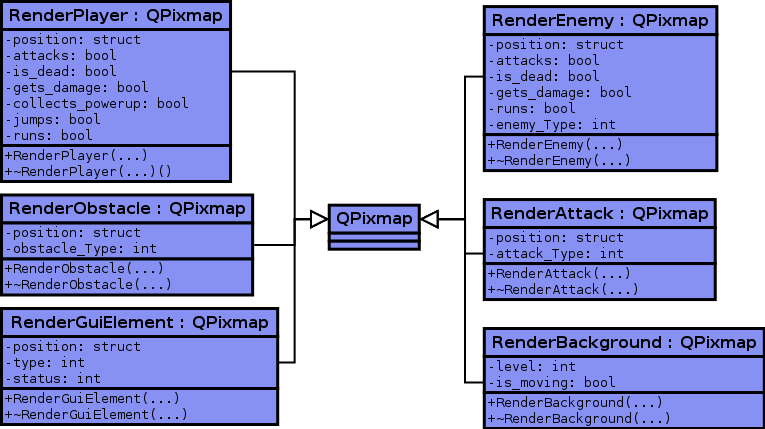 RenderPlayer : QPixmap
-position: struct
-attacks: bool
-is_dead: bool
-gets_damage: bool
-collects_powerup: bool
-jumps: bool
-runs: bool
+RenderPlayer(...)
+~RenderPlayer(...)()
RenderObstacle : QPixmap
-position: struct
-obstacle_Type: int
+RenderObstacle(...)
+~RenderObstacle(...)
RenderGuiElement : QPixmap
-position: struct
-type: int
-status: int
+RenderGuiElement(...)
+~RenderGuiElement(...)
QPixmap
RenderEnemy : QPixmap
-position: struct
-attacks: bool
-is_dead: bool
-gets_damage: bool
-runs: bool
-enemy_Type: int
+RenderEnemy(...)
+~RenderEnemy(...)
RenderAttack : QPixmap
-position: struct
-attack_Type: int
+RenderAttack(...)
+~RenderAttack(...)
RenderBackground : QPixmap
-level: int
-is_moving: bool
+RenderBackground(...)
+~RenderBackground(...)